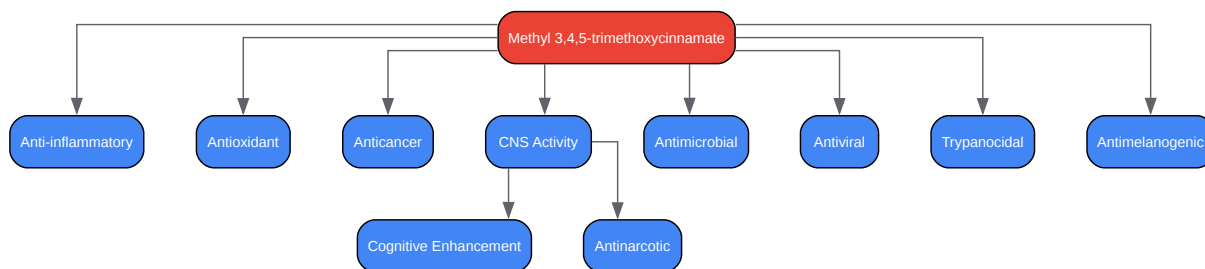 Methyl 3,4,5-trimethoxycinnamate
Anti-inflammatory
Antioxidant
Anticancer
CNS Activity
Antimicrobial
Antiviral
Trypanocidal
Antimelanogenic
Cognitive Enhancement
Antinarcotic